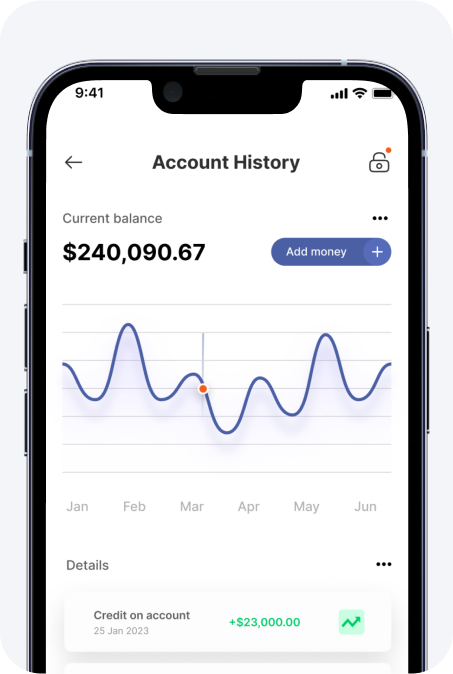 9:41
Account History
Current balance
$240,090.67
Add money +
Jan Feb Mar Apr May Jun
Details
Credit on account
25 Jan 2023
+$23,000.00